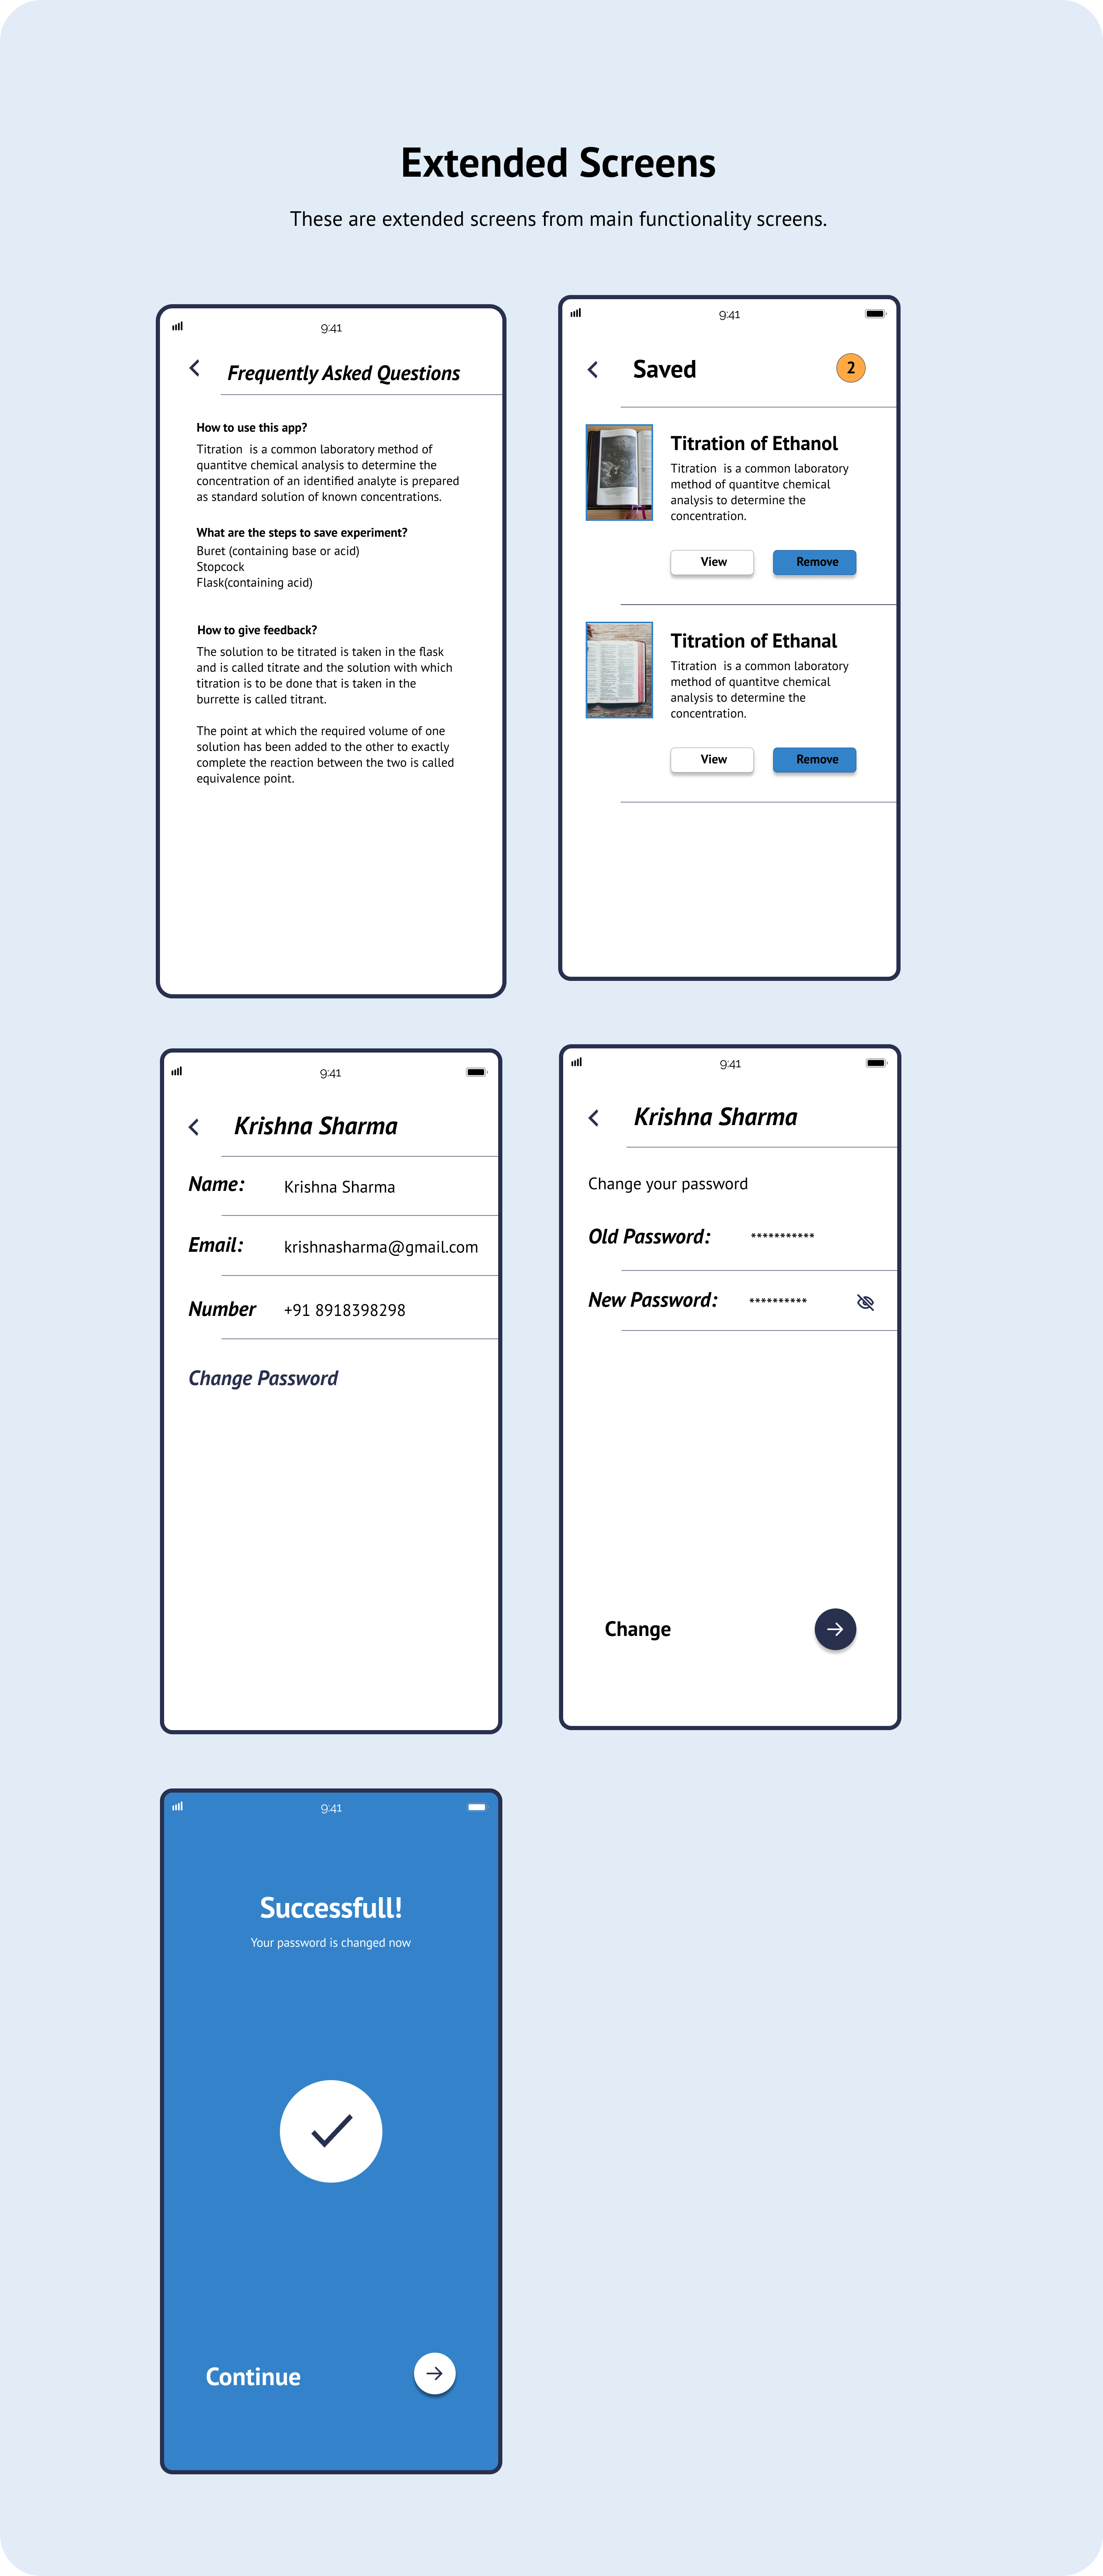 Extended Screens
These are extended screens from main functionality screens.
9:41
Frequently Asked Questions
How to use this app?
Titration  is a common laboratory method of
quantitve chemical analysis to determine the
concentration of an identified analyte is prepared
as standard solution of known concentrations.
What are the steps to save experiment?
Buret (containing base or acid)
Stopcock
Flask(containing acid)
How to give feedback?
The solution to be titrated is taken in the flask
and is called titrate and the solution with which
titration is to be done that is taken in the
burrette is called titrant.
The point at which the required volume of one
solution has been added to the other to exactly
complete the reaction between the two is called
equivalence point.
9:41
Saved
2
Titration of Ethanol
Titration  is a common laboratory
method of quantitve chemical
analysis to determine the
concentration.
View Remove
Titration of Ethanal
Titration  is a common laboratory
method of quantitve chemical
analysis to determine the
concentration.
View Remove
9:41
Krishna Sharma
Name: Krishna Sharma
Email: krishnasharma@gmail.com
Number +91 8918398298
Change Password
9:41
Krishna Sharma
Change your password
Old Password: ***********
New Password: **********
Change
9:41
Successfull!
Your password is changed now
Continue